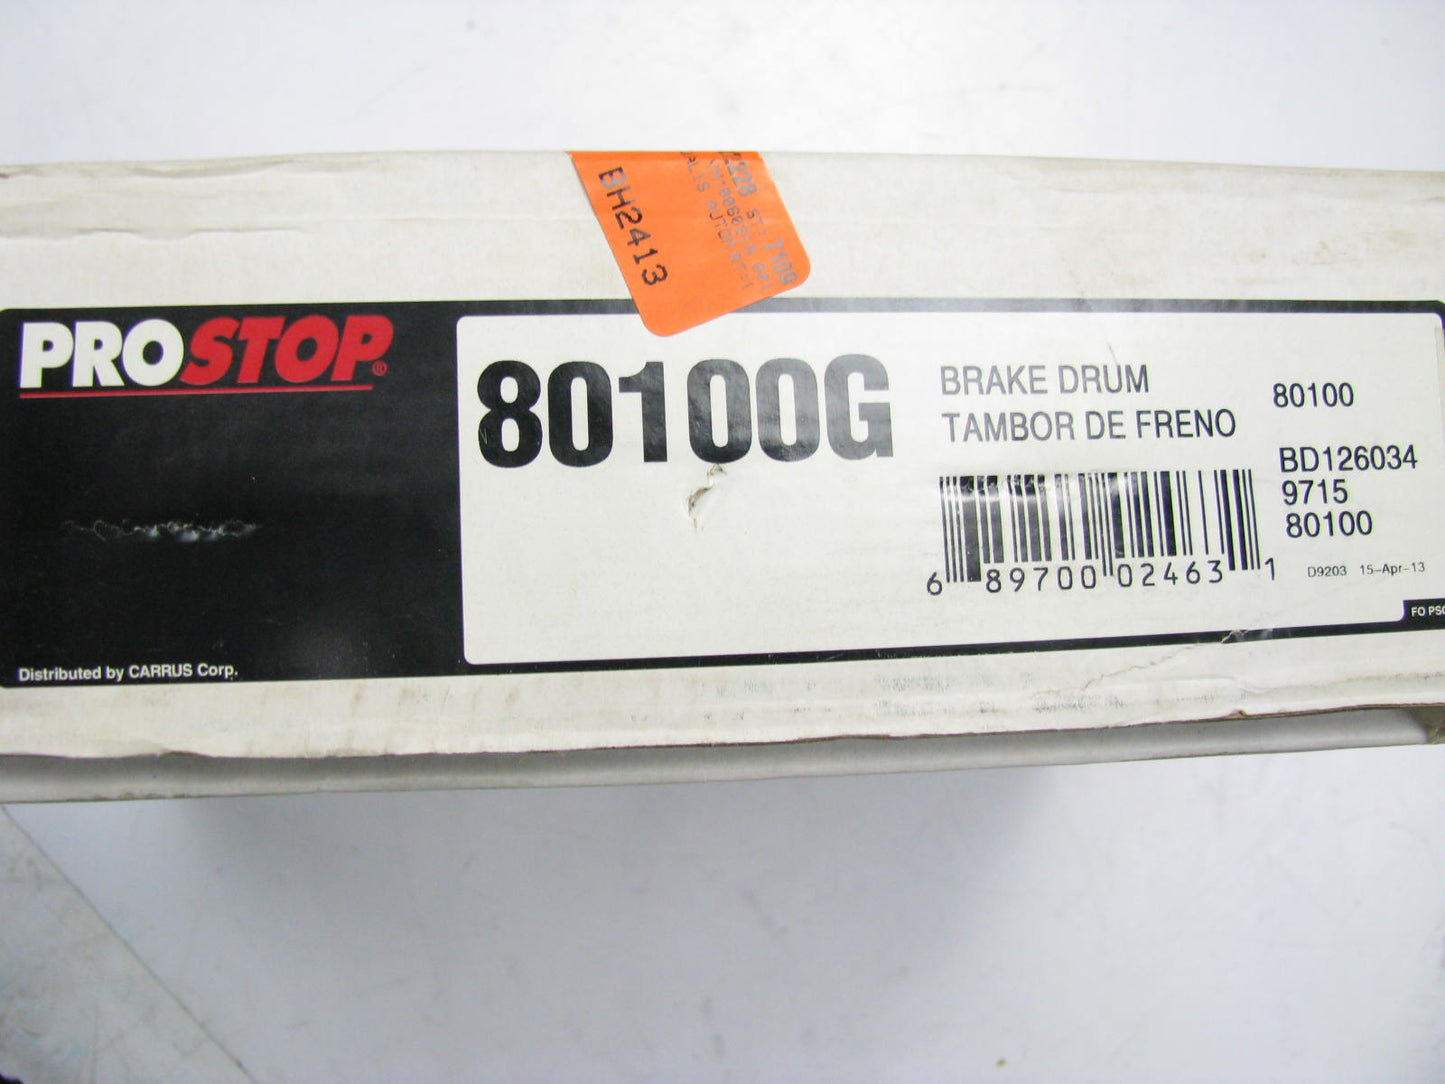 BH2413
PROSTOP®
80100G
BRAKE DRUM
TAMBOR DE FRENO
80100
BD126034
9715
80100
6 89700 02463 1
D9203 15-Apr-13
FO
Distributed by CARRUS Corp.